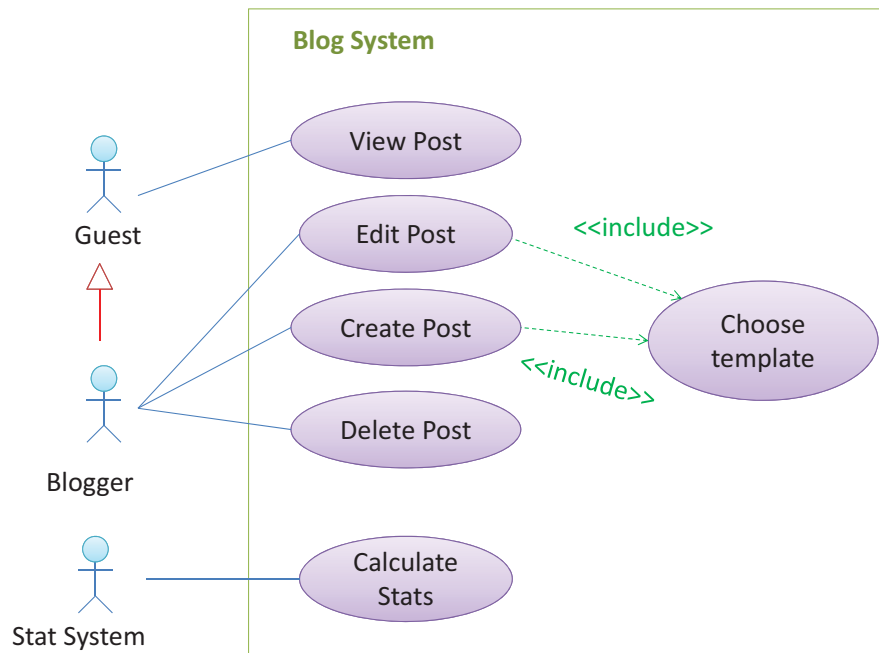 Blog System
View Post
Guest
Edit Post
<<include>>
Create Post
Choose
template
<<include>>
Delete Post
Blogger
Calculate
Stats
Stat System